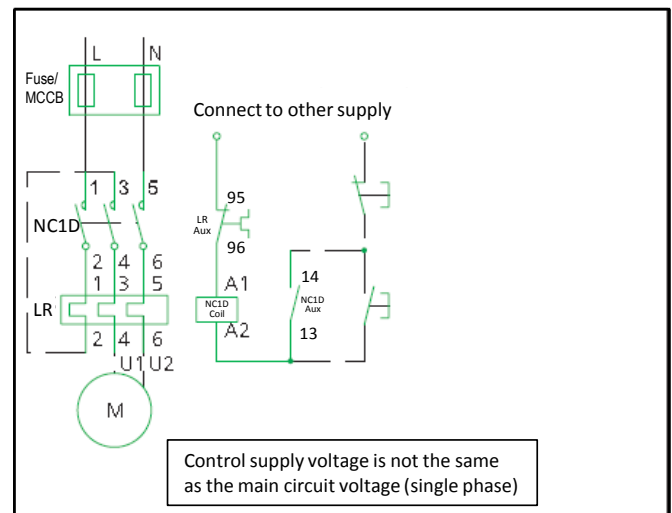 L N
Fuse/
MCCB
Connect to other supply
1 3 5
NC1D
2 4 6
1 3 5
LR
2 4 6
U1 U2
M
95
LR
Aux
96
A1
NC1D
Coil
A2
14
NC1D
Aux
13
Control supply voltage is not the same
as the main circuit voltage (single phase)